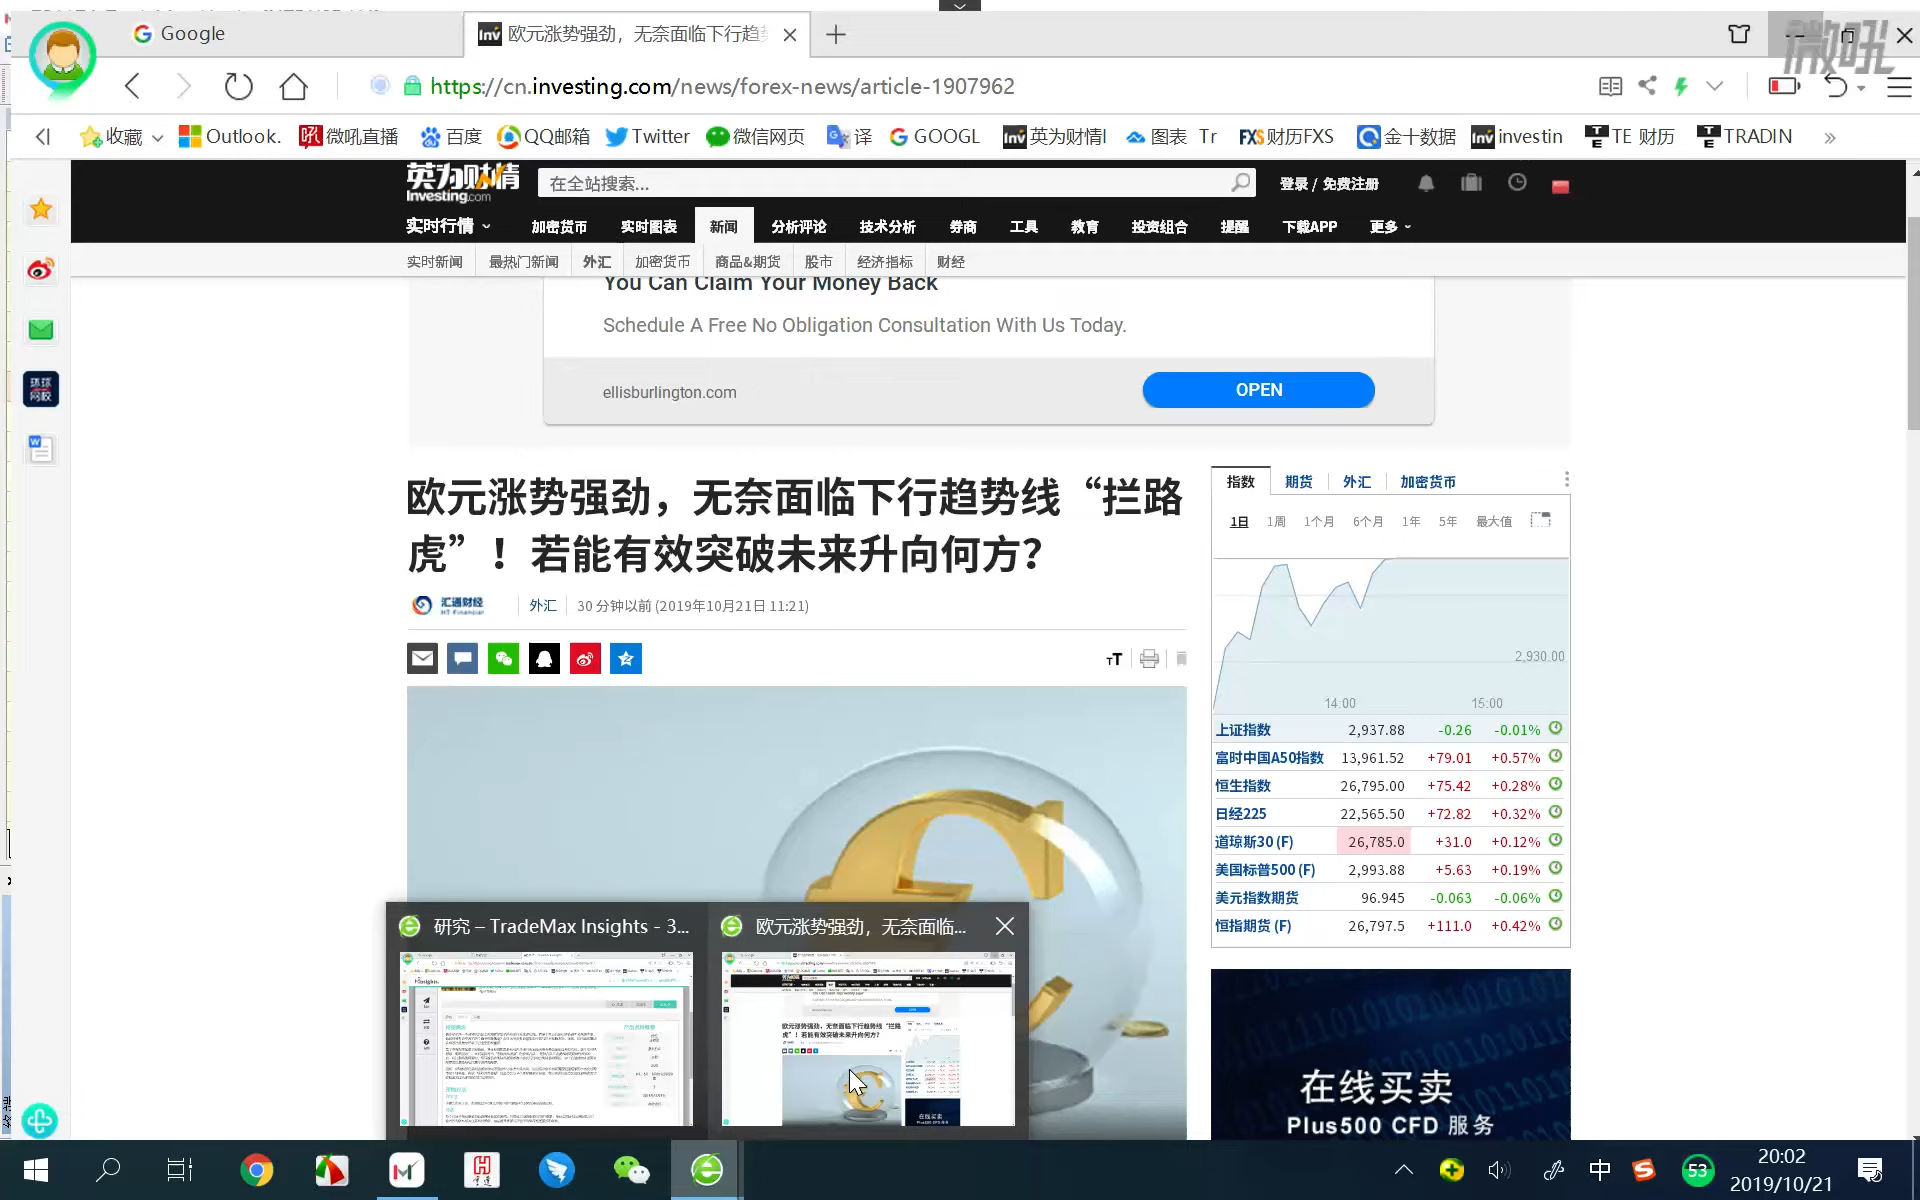 Google
欧元涨势强劲，无奈面临下行趋势
微吼
https://cn.investing.com/news/forex-news/article-1907962
收藏 Outlook. 微吼直播 百度 QQ邮箱 Twitter 微信网页 译 GOOGL 英为财情I 图表 Tr 财历FXS 金十数据 investin TE 财历 TRADIN
英为财情
Investing.com
在全站搜索...
登录 / 免费注册
实时行情 加密货币 实时图表 新闻 分析评论 技术分析 券商 工具 教育 投资组合 提醒 下载APP 更多
实时新闻 最热门新闻 外汇 加密货币 商品&期货 股市 经济指标 财经
You Can Claim Your Money Back
Schedule A Free No Obligation Consultation With Us Today.
ellisburlington.com
OPEN
欧元涨势强劲，无奈面临下行趋势线“拦路
虎”！若能有效突破未来升向何方?
汇通财经
HT Financial
外汇
30 分钟以前 (2019年10月21日 11:21)
指数 期货 外汇 加密货币
1日 1周 1个月 6个月 1年 5年 最大值
2,930.00
14:00 15:00
上证指数 2,937.88 -0.26 -0.01%
富时中国A50指数 13,961.52 +79.01 +0.57%
恒生指数 26,795.00 +75.42 +0.28%
日经225 22,565.50 +72.82 +0.32%
道琼斯30 (F) 26,785.0 +31.0 +0.12%
美国标普500 (F) 2,993.88 +5.63 +0.19%
美元指数期货 96.945 -0.063 -0.06%
恒指期货 (F) 26,797.5 +111.0 +0.42%
研究 – TradeMax Insights - 3...
欧元涨势强劲，无奈面临...
在线买卖
Plus500 CFD 服务
环球
网校
中
53
20:02
2019/10/21